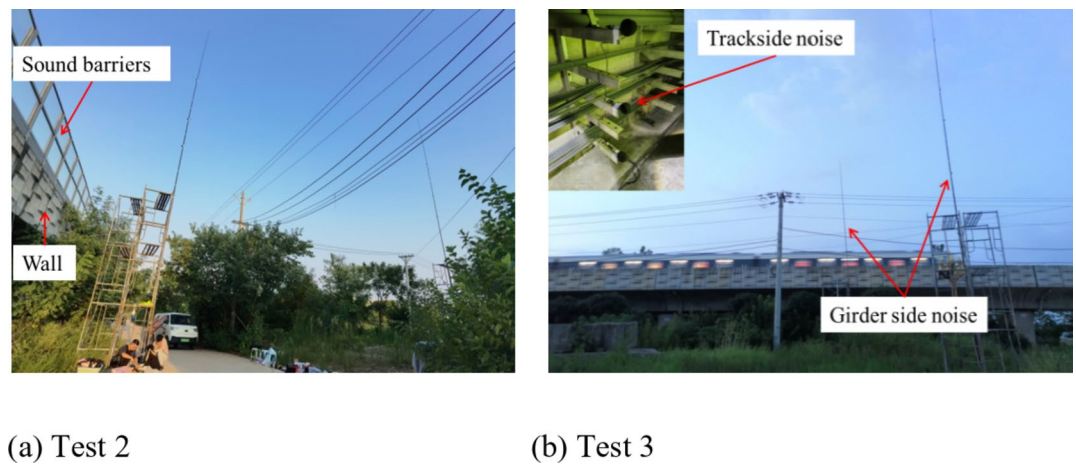 Sound barriers
Wall
Trackside noise
Girder side noise
(a) Test 2
(b) Test 3